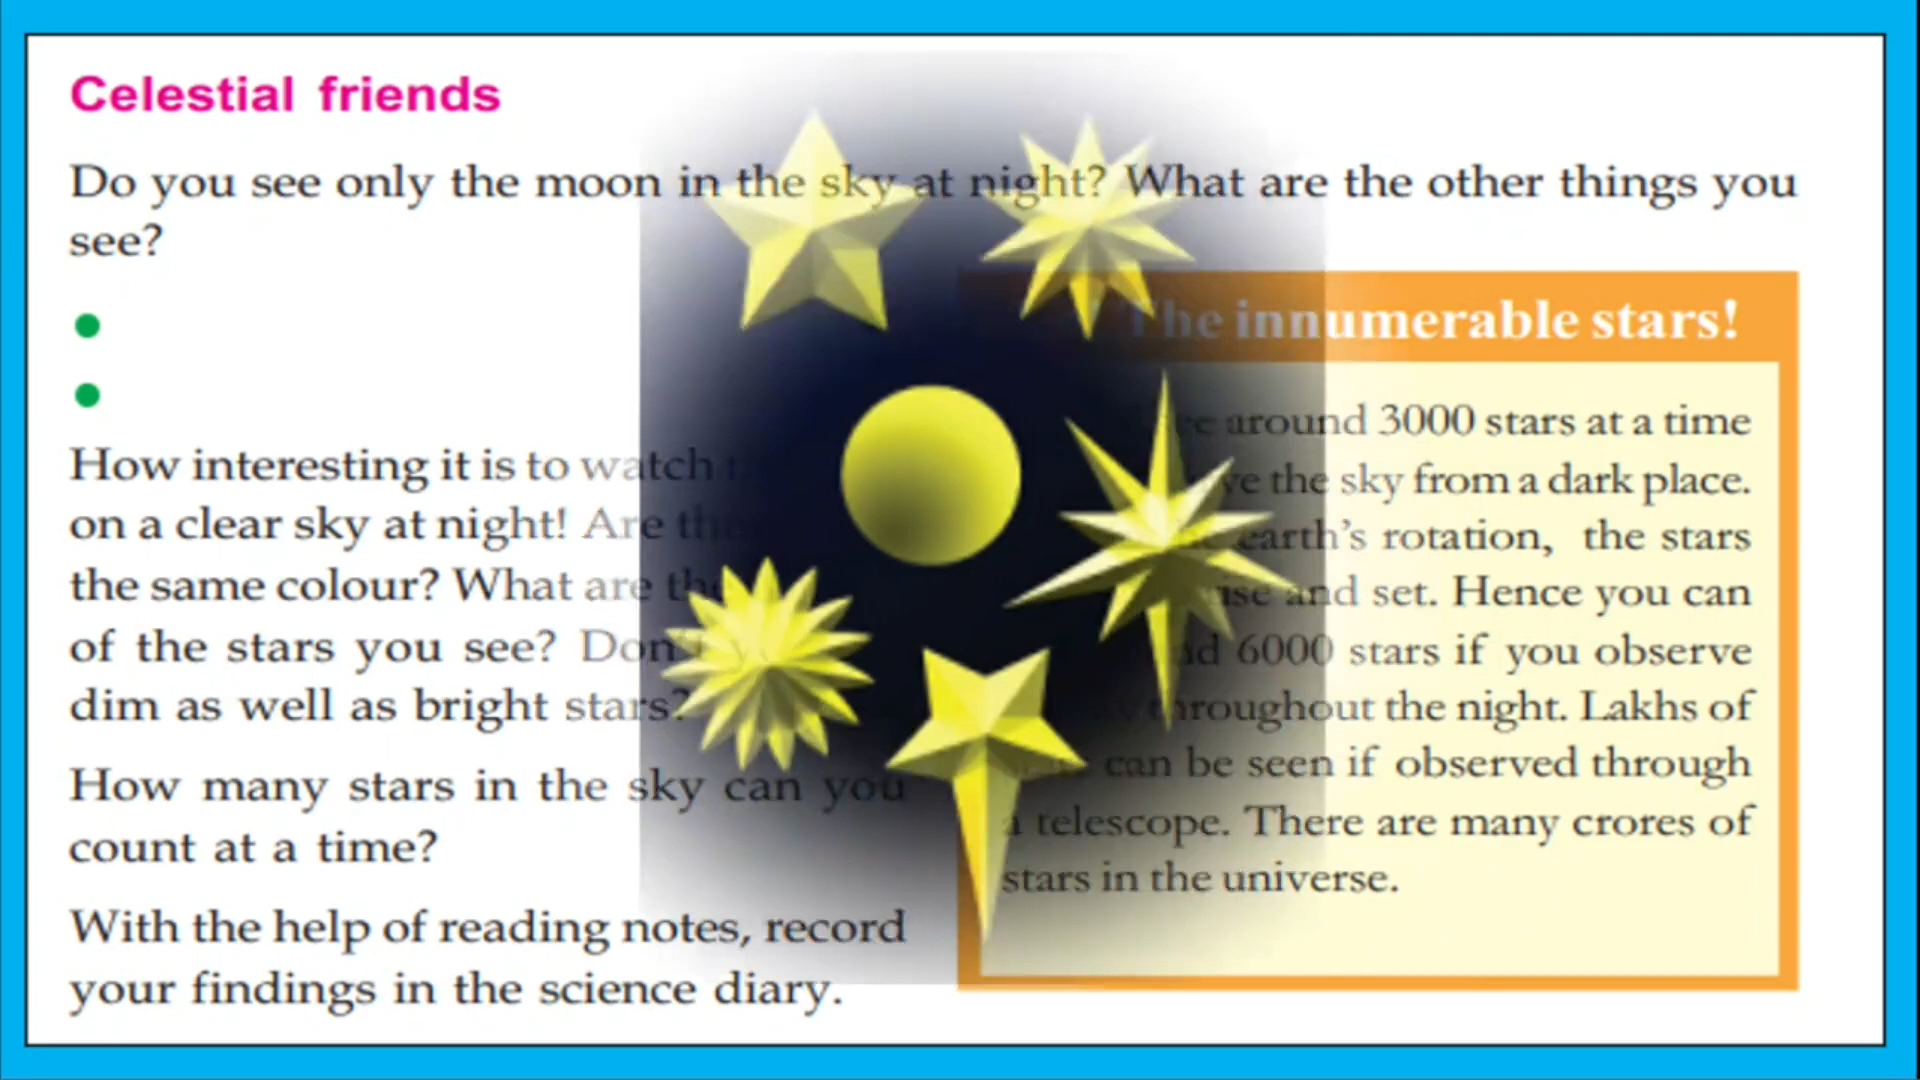 Celestial friends
Do you see only the moon in the sky at night? What are the other things you
see?
How interesting it is to watch
on a clear sky at night! Are
the same colour? What are
of the stars you see? Don't
dim as well as bright stars?
How many stars in the sky can you
count at a time?
With the help of reading notes, record
your findings in the science diary.
The innumerable stars!
around 3000 stars at a time
the sky from a dark place.
earth's rotation, the stars
and set. Hence you can
6000 stars if you observe
throughout the night. Lakhs of
can be seen if observed through
a telescope. There are many crores of
stars in the universe.